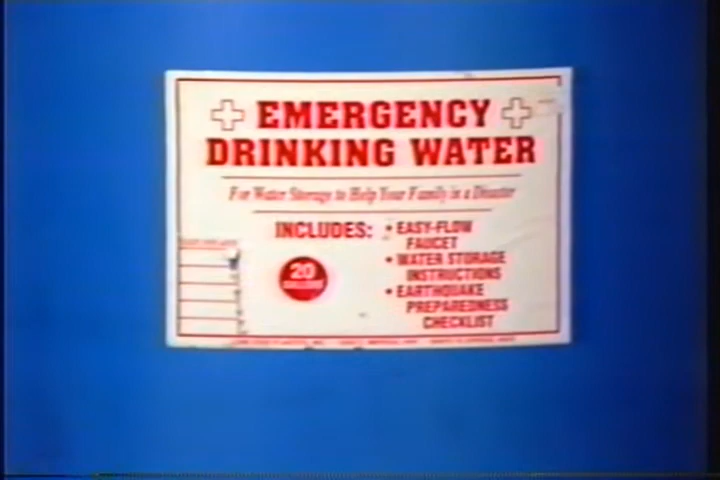 EMERGENCY
DRINKING WATER
For Water Storage to Help Your Family in a Disaster
INCLUDES:
• EASY-FLOW
FAUCET
• WATER STORAGE
INSTRUCTIONS
• EARTHQUAKE
PREPAREDNESS
CHECKLIST
20
GALLONS